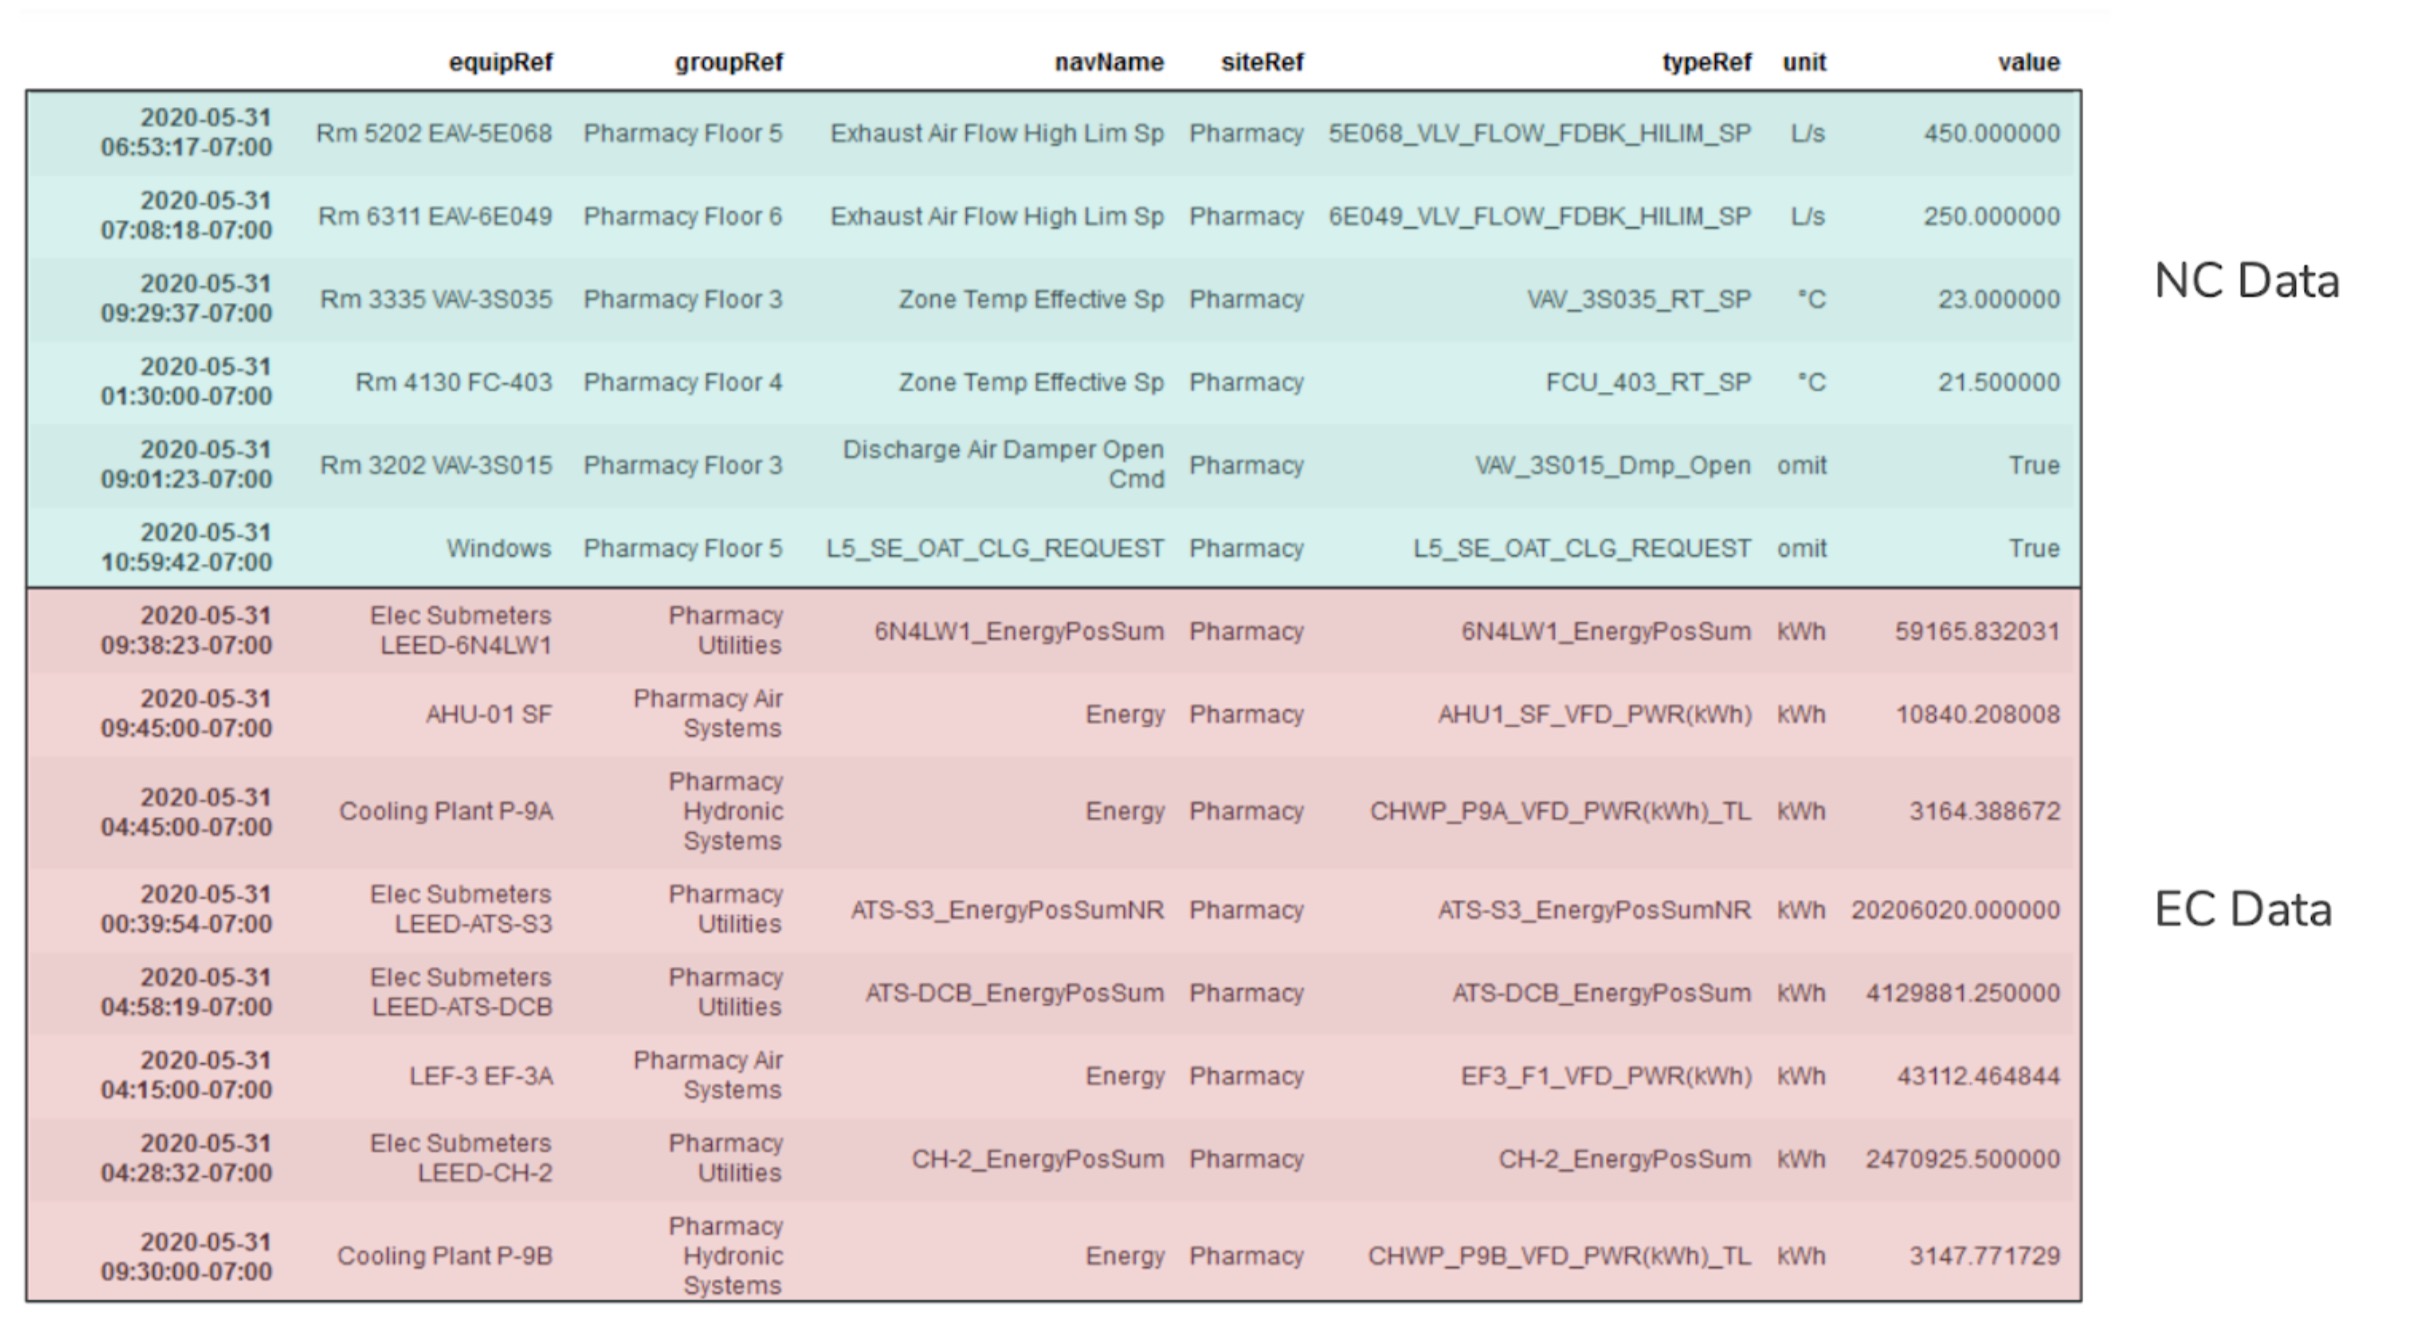 equipRef groupRef navName siteRef typeRef unit value
2020-05-31
06:53:17-07:00 Rm 5202 EAV-5E068 Pharmacy Floor 5 Exhaust Air Flow High Lim Sp Pharmacy 5E068_VLV_FLOW_FDBK_HILIM_SP L/s 450.000000
2020-05-31
07:08:18-07:00 Rm 6311 EAV-6E049 Pharmacy Floor 6 Exhaust Air Flow High Lim Sp Pharmacy 6E049_VLV_FLOW_FDBK_HILIM_SP L/s 250.000000
NC Data
2020-05-31
09:29:37-07:00 Rm 3335 VAV-3S035 Pharmacy Floor 3 Zone Temp Effective Sp Pharmacy VAV_3S035_RT_SP °C 23.000000
2020-05-31
01:30:00-07:00 Rm 4130 FC-403 Pharmacy Floor 4 Zone Temp Effective Sp Pharmacy FCU_403_RT_SP °C 21.500000
2020-05-31
09:01:23-07:00 Rm 3202 VAV-3S015 Pharmacy Floor 3 Discharge Air Damper Open
Cmd Pharmacy VAV_3S015_Dmp_Open omit True
2020-05-31
10:59:42-07:00 Windows Pharmacy Floor 5 L5_SE_OAT_CLG_REQUEST Pharmacy L5_SE_OAT_CLG_REQUEST omit True
2020-05-31
09:38:23-07:00 Elec Submeters
LEED-6N4LW1 Pharmacy
Utilities 6N4LW1_EnergyPosSum Pharmacy 6N4LW1_EnergyPosSum kWh 59165.832031
2020-05-31
09:45:00-07:00 AHU-01 SF Pharmacy Air
Systems Energy Pharmacy AHU1_SF_VFD_PWR(kWh) kWh 10840.208008
2020-05-31
04:45:00-07:00 Cooling Plant P-9A Pharmacy
Hydronic
Systems Energy Pharmacy CHWP_P9A_VFD_PWR(kWh)_TL kWh 3164.388672
2020-05-31
00:39:54-07:00 Elec Submeters
LEED-ATS-S3 Pharmacy
Utilities ATS-S3_EnergyPosSumNR Pharmacy ATS-S3_EnergyPosSumNR kWh 20206020.000000
EC Data
2020-05-31
04:58:19-07:00 Elec Submeters
LEED-ATS-DCB Pharmacy
Utilities ATS-DCB_EnergyPosSum Pharmacy ATS-DCB_EnergyPosSum kWh 4129881.250000
2020-05-31
04:15:00-07:00 LEF-3 EF-3A Pharmacy Air
Systems Energy Pharmacy EF3_F1_VFD_PWR(kWh) kWh 43112.464844
2020-05-31
04:28:32-07:00 Elec Submeters
LEED-CH-2 Pharmacy
Utilities CH-2_EnergyPosSum Pharmacy CH-2_EnergyPosSum kWh 2470925.500000
2020-05-31
09:30:00-07:00 Cooling Plant P-9B Pharmacy
Hydronic
Systems Energy Pharmacy CHWP_P9B_VFD_PWR(kWh)_TL kWh 3147.771729